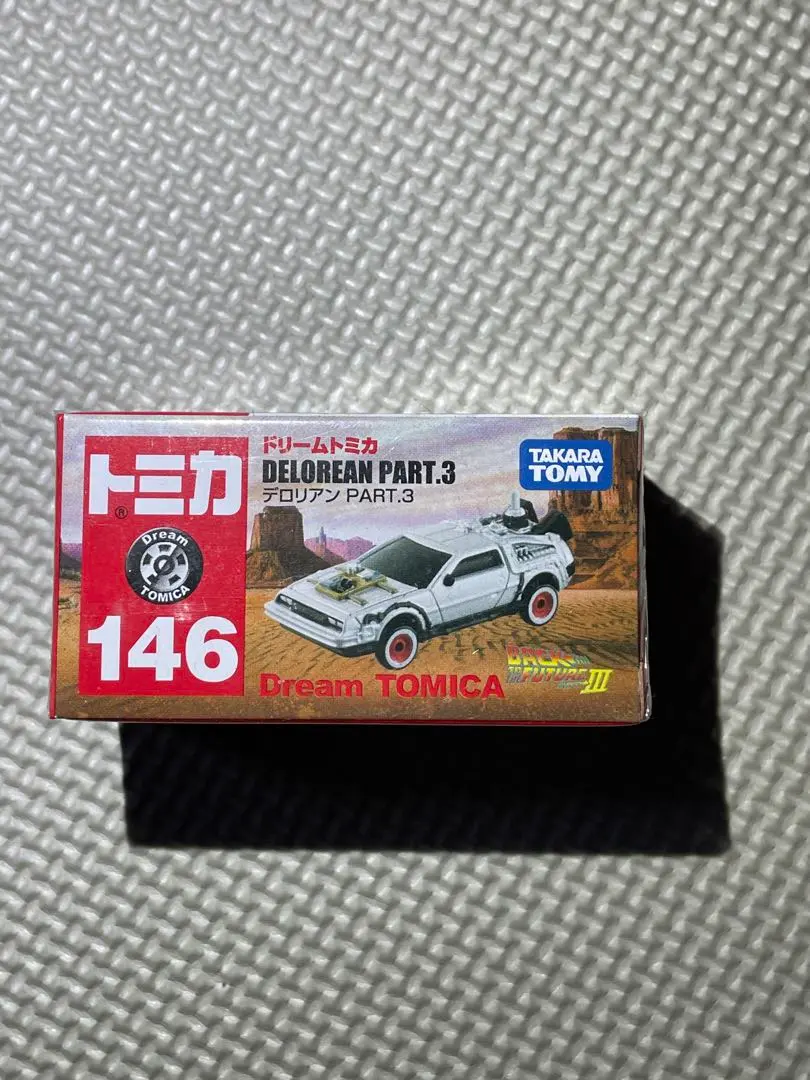 トミカ
®
Dream
TOMICA
146
ドリームトミカ
DELOREAN PART.3
デロリアン PART.3
TAKARA
TOMY
Dream TOMICA
BACK TO THE
FUTURE III